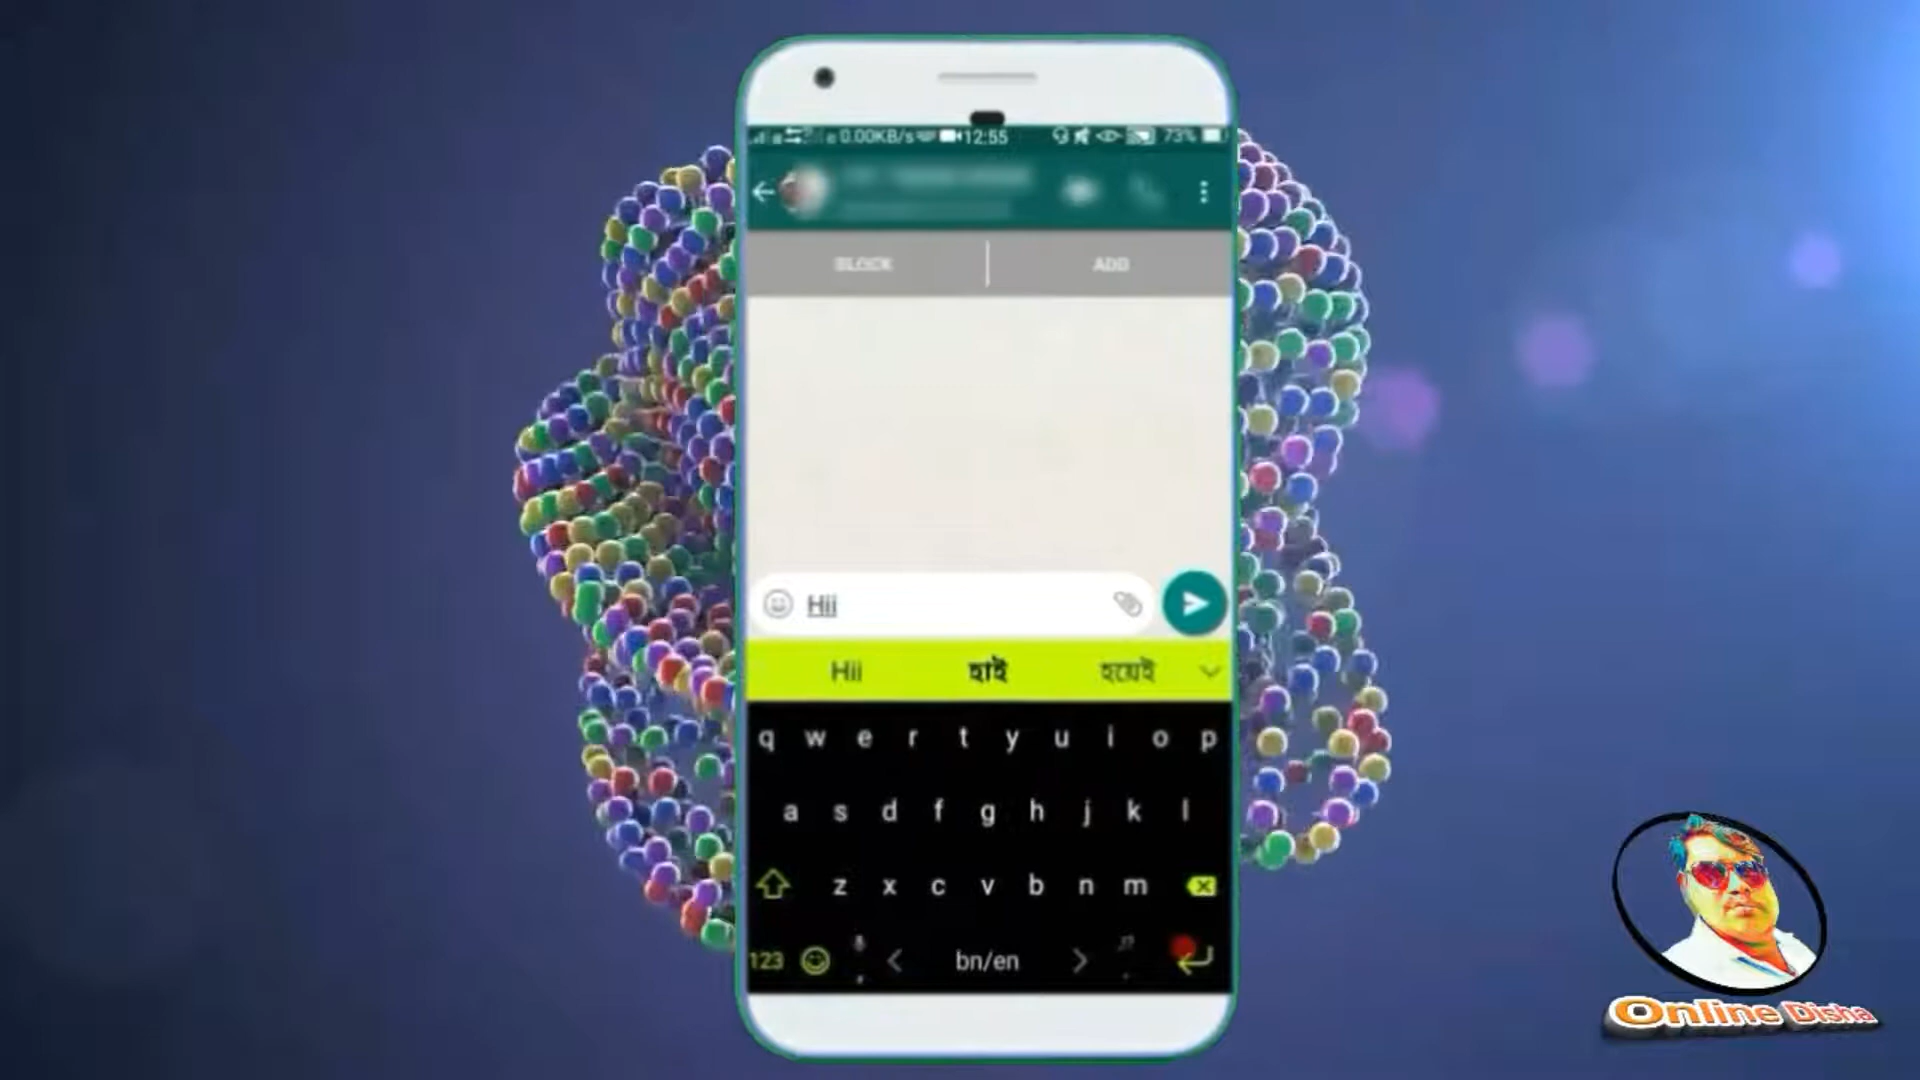 0.00KB/s 12:55 73%
BLOCK ADD
Hii
Hii হাই হয়েই
q w e r t y u i o p
a s d f g h j k l
z x c v b n m
123 , < bn/en > !? .
Online Disha